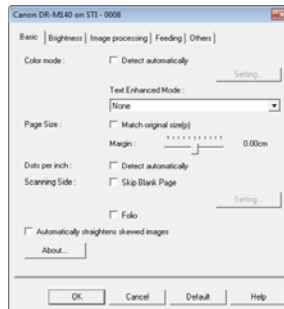 Canon DR-M140 on STI - 0008
Basic Brightness Image processing Feeding Others
Color mode : Detect automatically
Setting...
Text Enhanced Mode :
None
Page Size : Match original size(p)
Margin : 0.00cm
Dots per inch : Detect automatically
Scanning Side : Skip Blank Page
Setting...
Folio
Automatically straightens skewed images
About...
OK Cancel Default Help